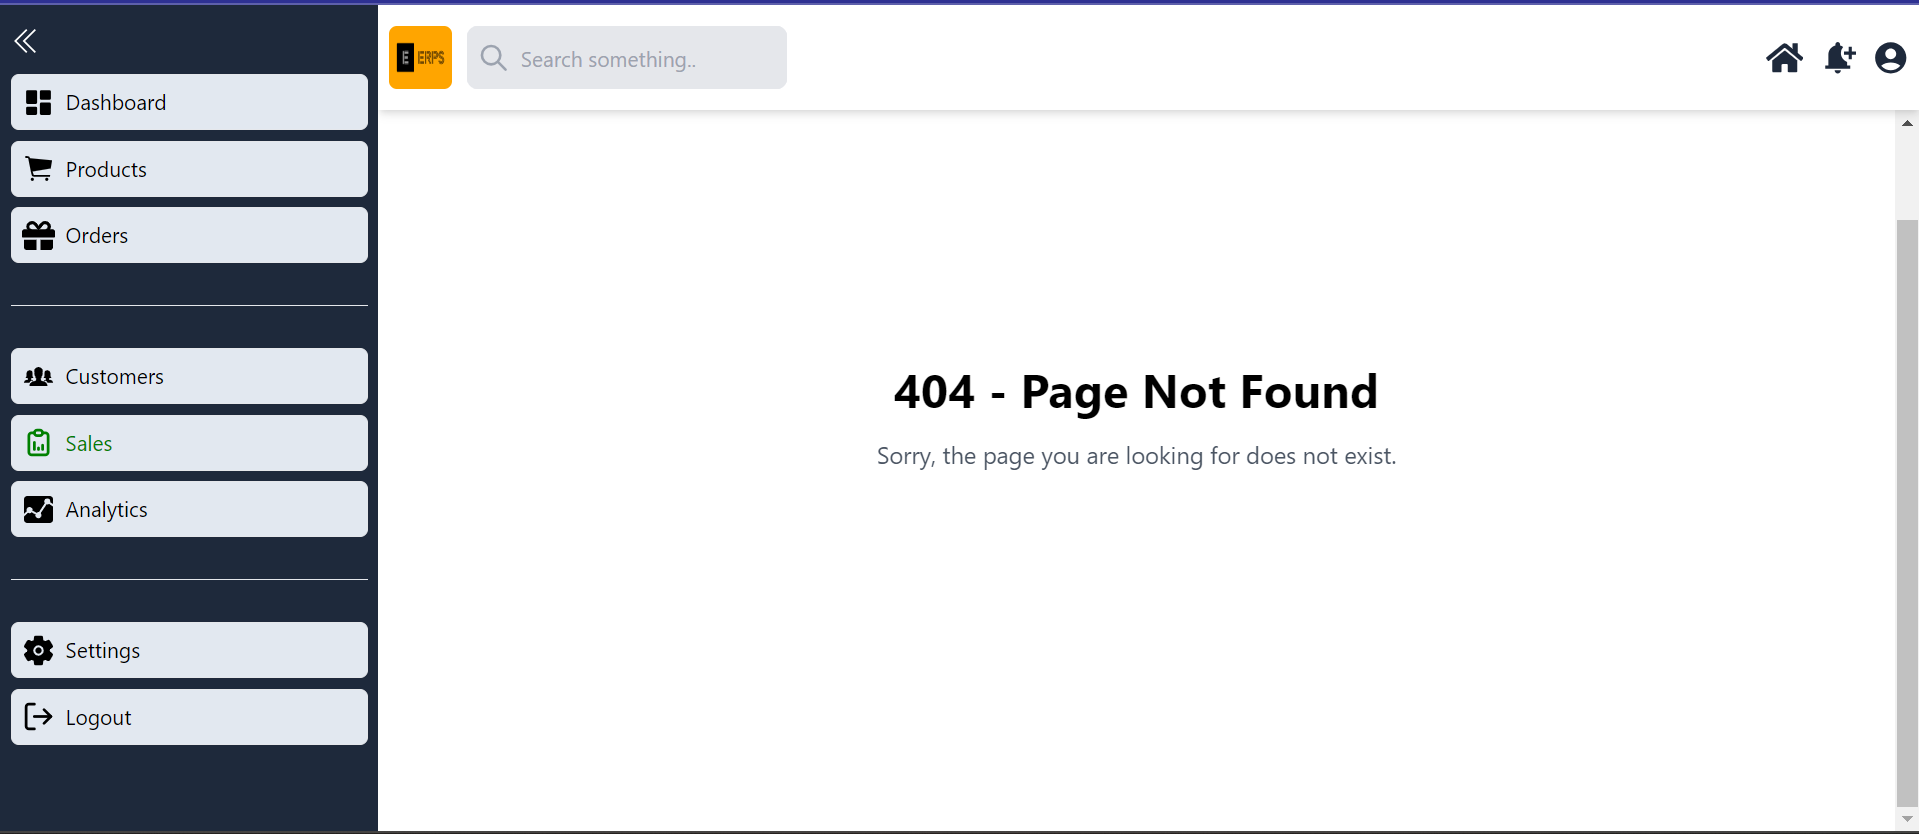 Dashboard
Products
Orders
Customers
Sales
Analytics
Settings
Logout
E ERPS
Search something..
404 - Page Not Found
Sorry, the page you are looking for does not exist.